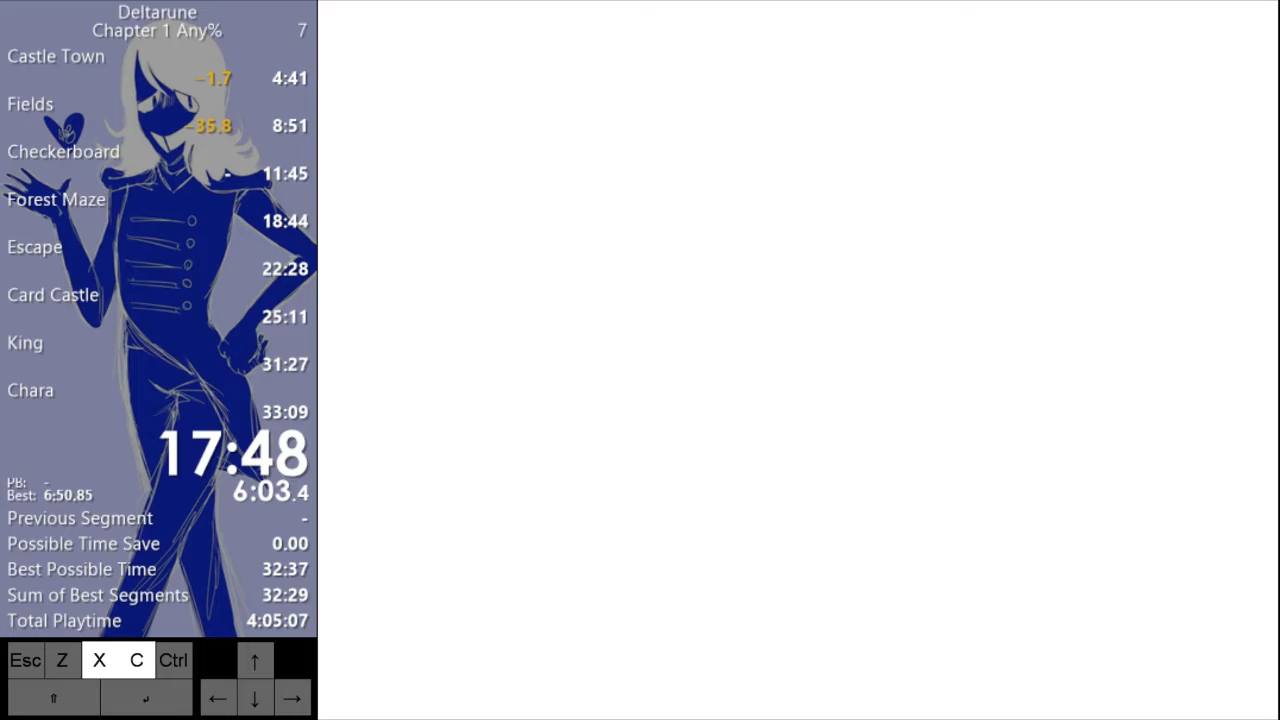 Deltarune
Chapter 1 Any% 7
Castle Town
−1.7 4:41
Fields
−35.8 8:51
Checkerboard
- 11:45
Forest Maze
18:44
Escape
22:28
Card Castle
25:11
King
31:27
Chara
33:09
17:48
PB: -
Best: 6:50.85 6:03.4
Previous Segment -
Possible Time Save 0.00
Best Possible Time 32:37
Sum of Best Segments 32:29
Total Playtime 4:05:07
Esc Z X C Ctrl ↑
⇧ ↲ ← ↓ →